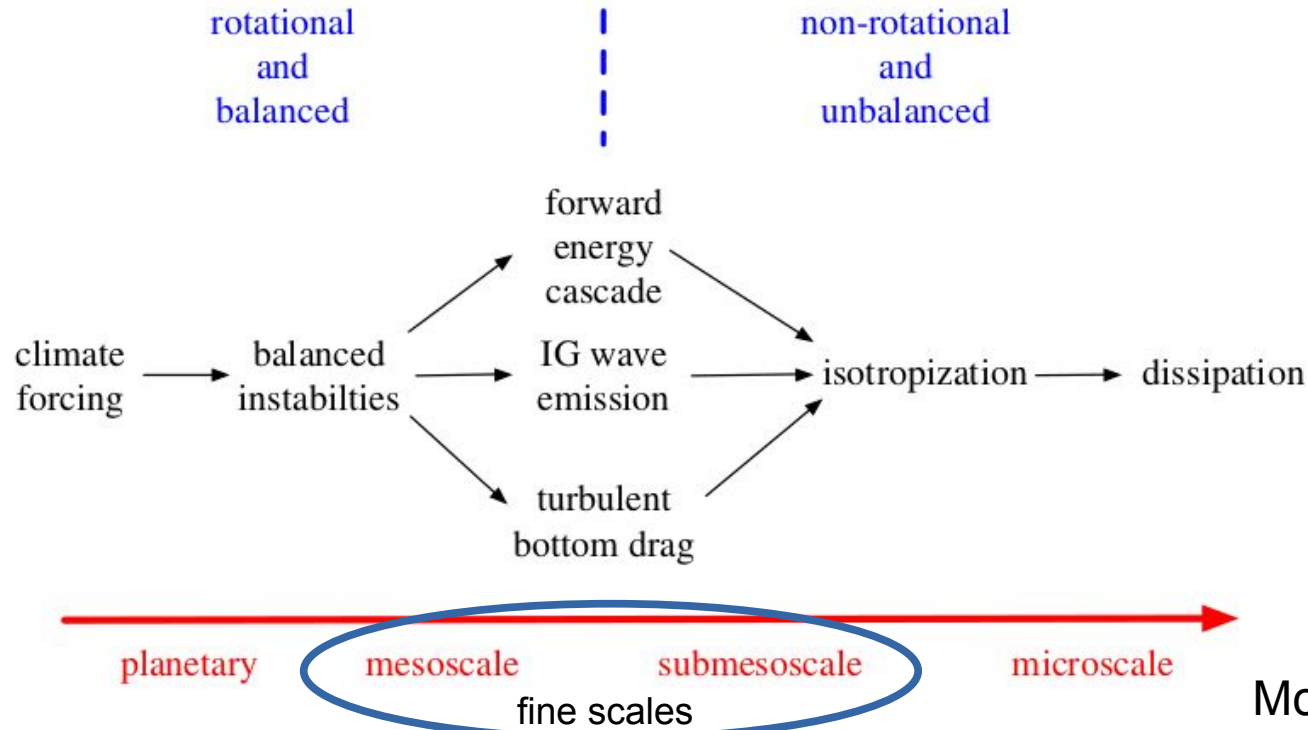 rotational
and
balanced
non-rotational
and
unbalanced
forward
energy
cascade
climate
forcing
balanced
instabilties
IG wave
emission
isotropization
dissipation
turbulent
bottom drag
planetary
mesoscale
submesoscale
microscale
fine scales